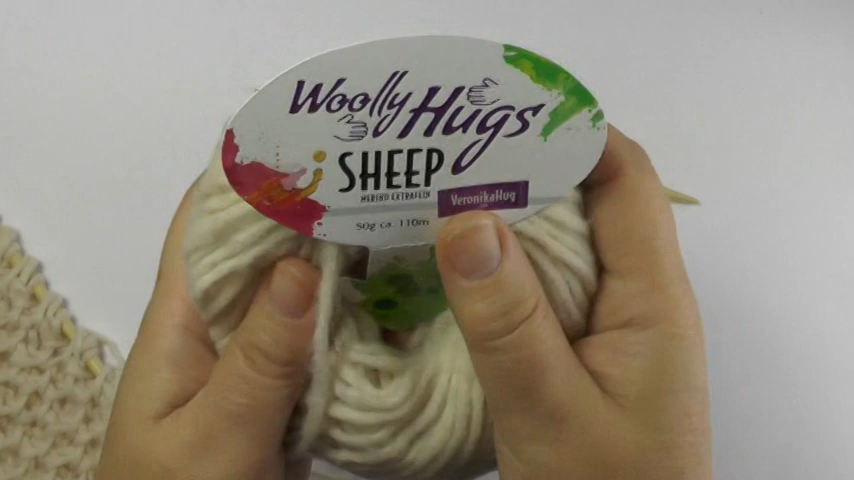 Woolly Hugs
SHEEP
MERINO EXTRAFEIN
VeronikaHug
50g ca. 110m